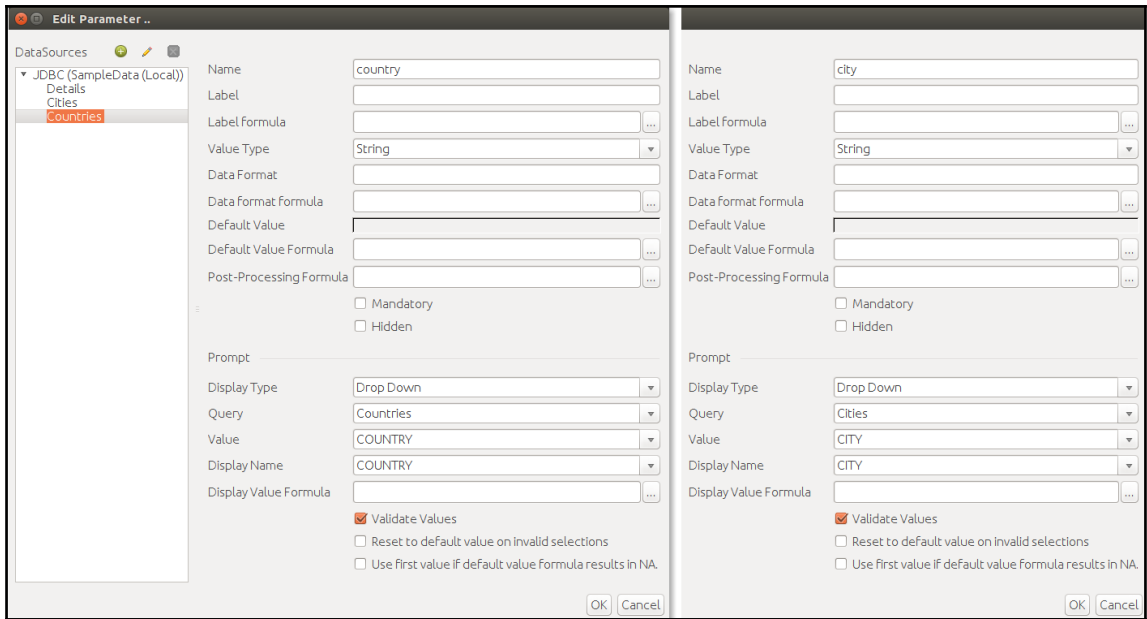 Edit Parameter ..
DataSources
JDBC (SampleData (Local))
Details
Cities
Countries
Name country
Label
Label formula ...
Value Type String
Data Format
Data format formula ...
Default Value
Default Value Formula ...
Post-Processing Formula ...
Mandatory
Hidden
Prompt
Display Type Drop Down
Query Countries
Value COUNTRY
Display Name COUNTRY
Display Value Formula ...
Validate Values
Reset to default value on invalid selections
Use first value if default value formula results in NA.
OK Cancel
Name city
Label
Label formula ...
Value Type String
Data Format
Data format formula ...
Default Value
Default Value Formula ...
Post-Processing Formula ...
Mandatory
Hidden
Prompt
Display Type Drop Down
Query Cities
Value CITY
Display Name CITY
Display Value Formula ...
Validate Values
Reset to default value on invalid selections
Use first value if default value formula results in NA.
OK Cancel